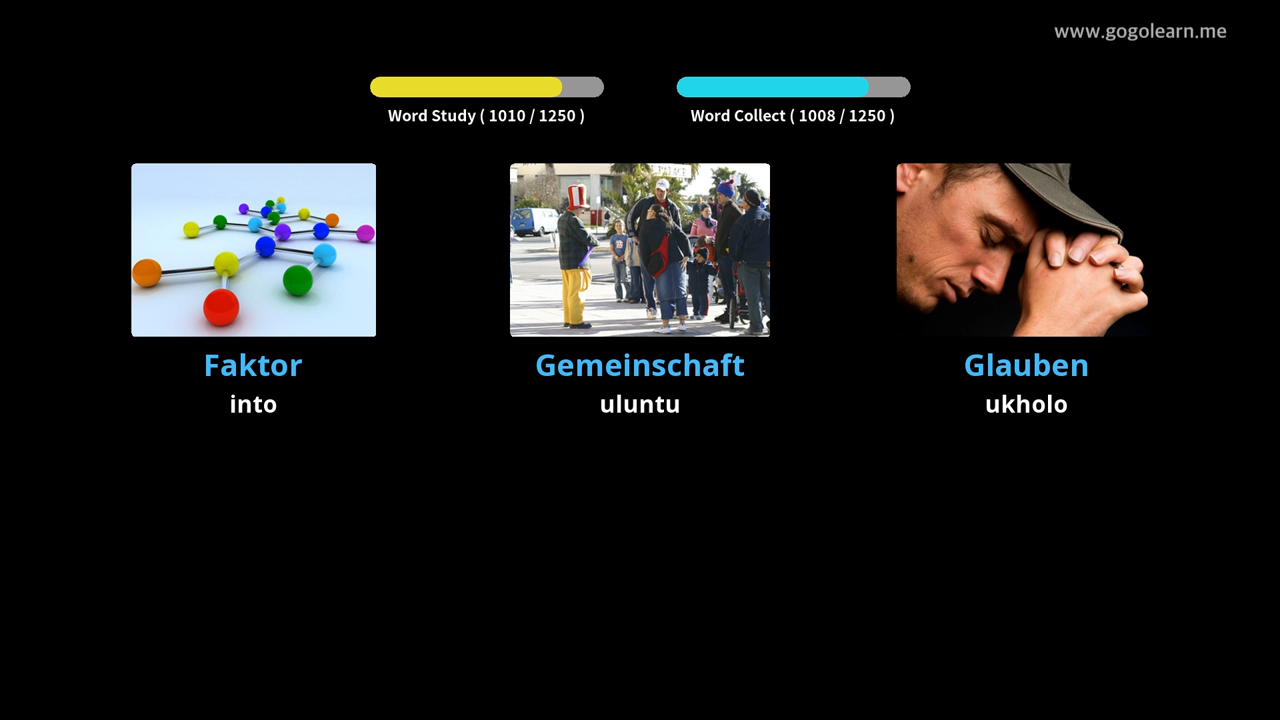 www.gogolearn.me
Word Study ( 1010 / 1250 )
Word Collect ( 1008 / 1250 )
Faktor
Gemeinschaft
Glauben
into
uluntu
ukholo